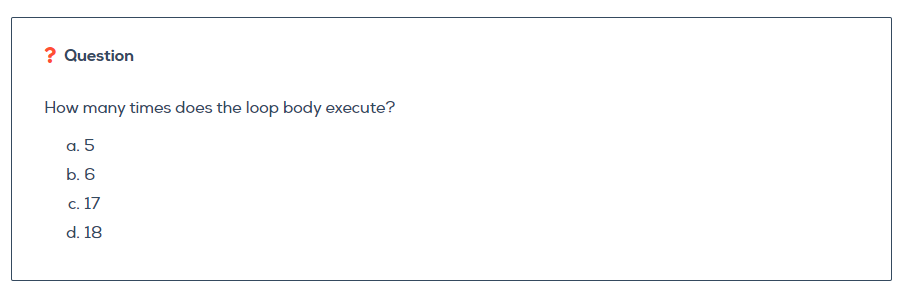 ? Question
How many times does the loop body execute?
a. 5
b. 6
c. 17
d. 18